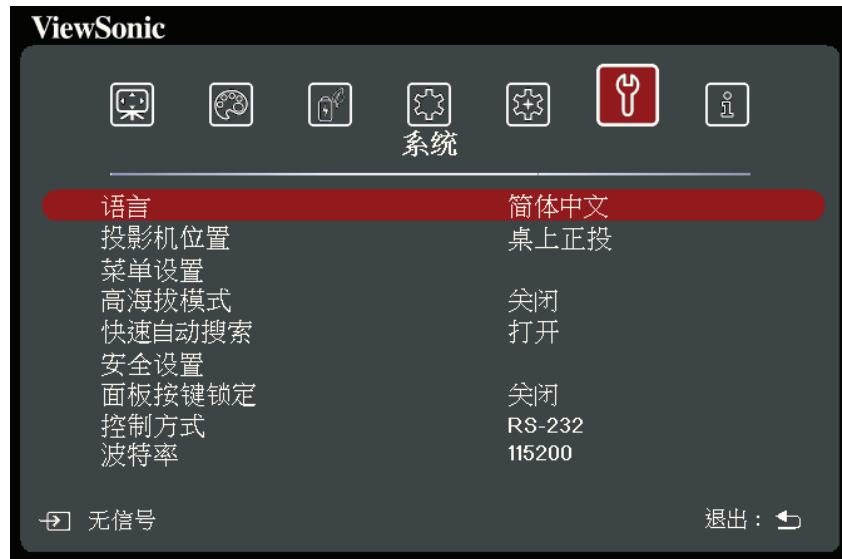 ViewSonic
系统
语言 简体中文
投影机位置 桌上正投
菜单设置
高海拔模式 关闭
快速自动搜索 打开
安全设置
面板按键锁定 关闭
控制方式 RS-232
波特率 115200
无信号 退出：